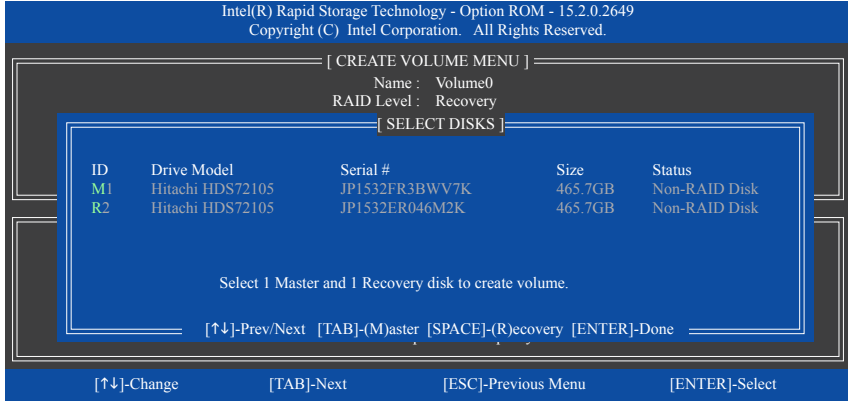 Intel(R) Rapid Storage Technology - Option ROM - 15.2.0.2649
Copyright (C) Intel Corporation. All Rights Reserved.
[ CREATE VOLUME MENU ]
Name : Volume0
RAID Level : Recovery
[ SELECT DISKS ]
ID Drive Model Serial # Size Status
M1 Hitachi HDS72105 JP1532FR3BWV7K 465.7GB Non-RAID Disk
R2 Hitachi HDS72105 JP1532ER046M2K 465.7GB Non-RAID Disk
Select 1 Master and 1 Recovery disk to create volume.
[↑↓]-Prev/Next [TAB]-(M)aster [SPACE]-(R)ecovery [ENTER]-Done
[↑↓]-Change [TAB]-Next [ESC]-Previous Menu [ENTER]-Select